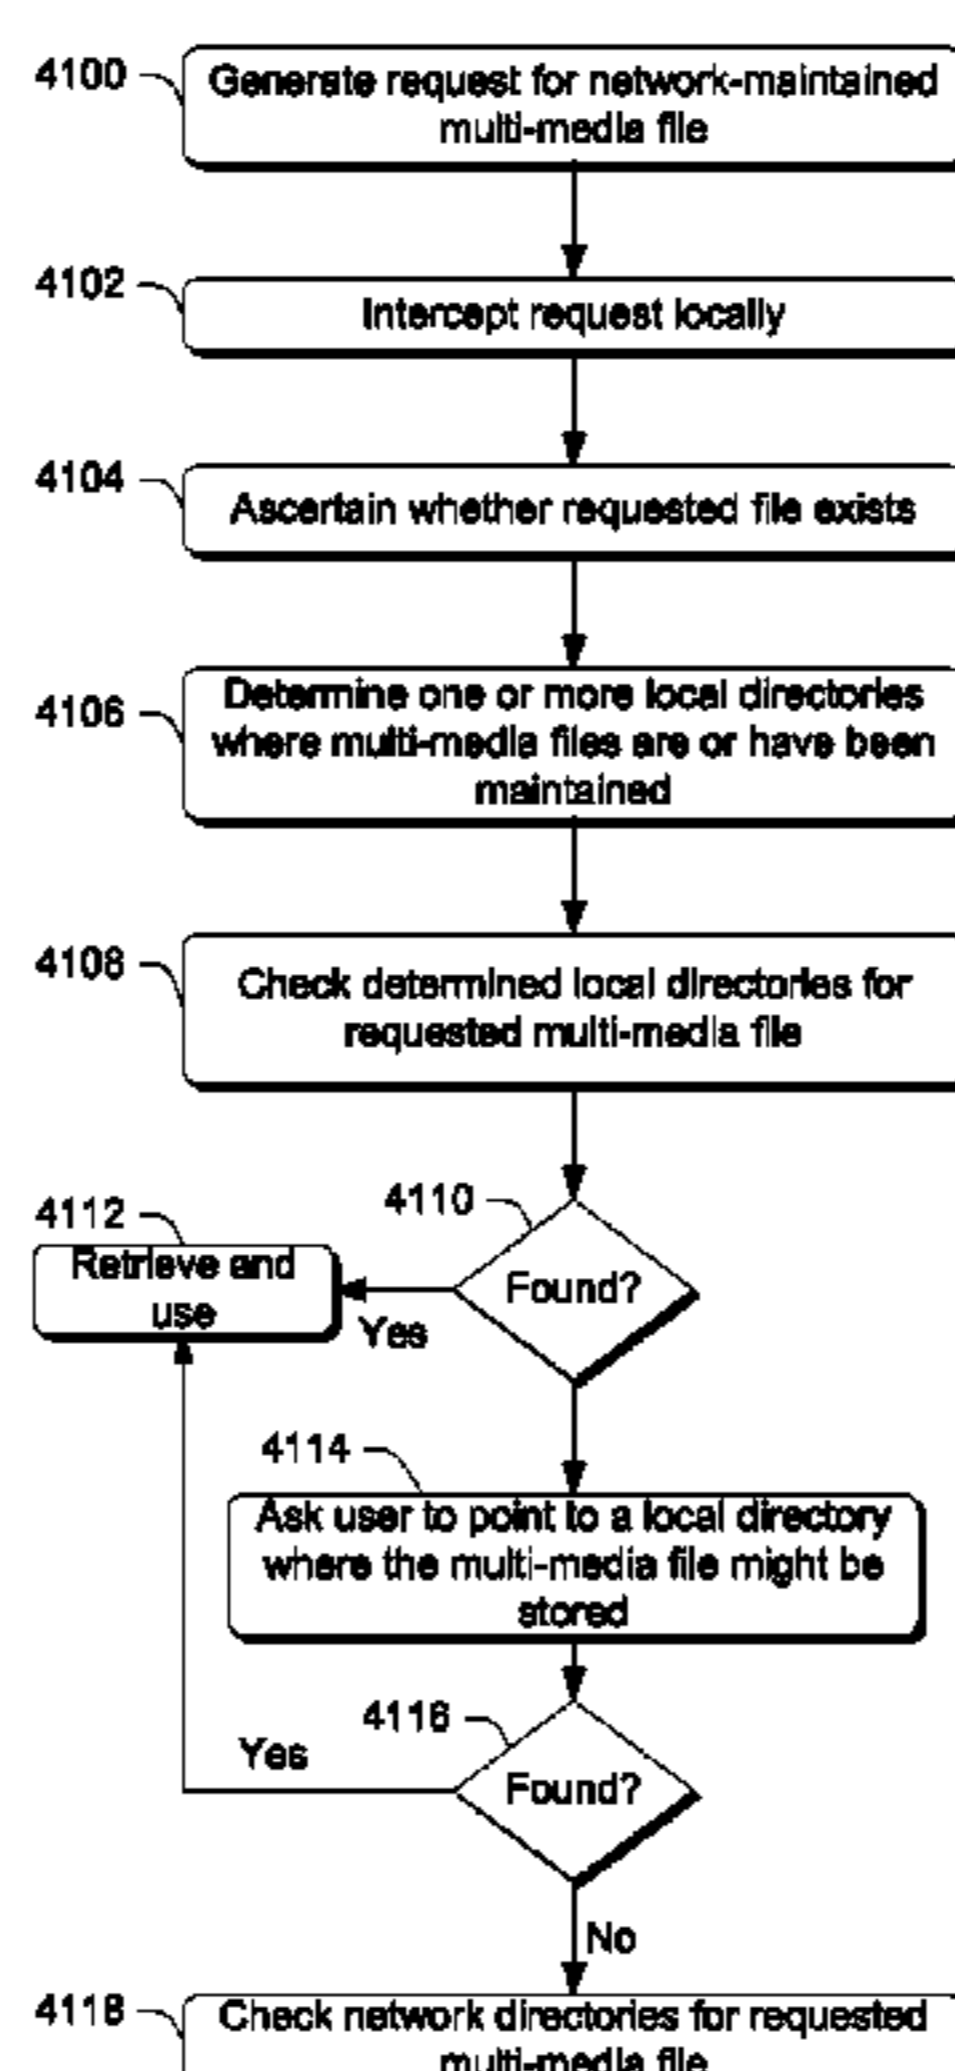 4100
Generate request for network-maintained
multi-media file
4102
Intercept request locally
4104
Ascertain whether requested file exists
4106
Determine one or more local directories
where multi-media files are or have been
maintained
4108
Check determined local directories for
requested multi-media file
4110
Found?
4112
Retrieve and
use
Yes
4114
Ask user to point to a local directory
where the multi-media file might be
stored
4116
Found?
Yes
No
4118
Check network directories for requested
multi-media file